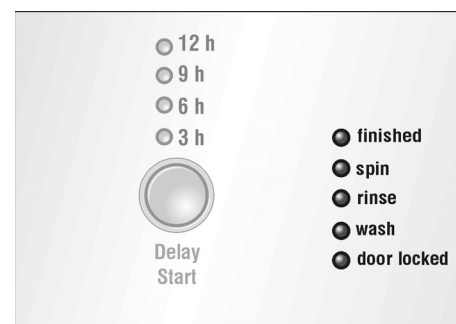 12 h
9 h
6 h
3 h
Delay
Start
finished
spin
rinse
wash
door locked